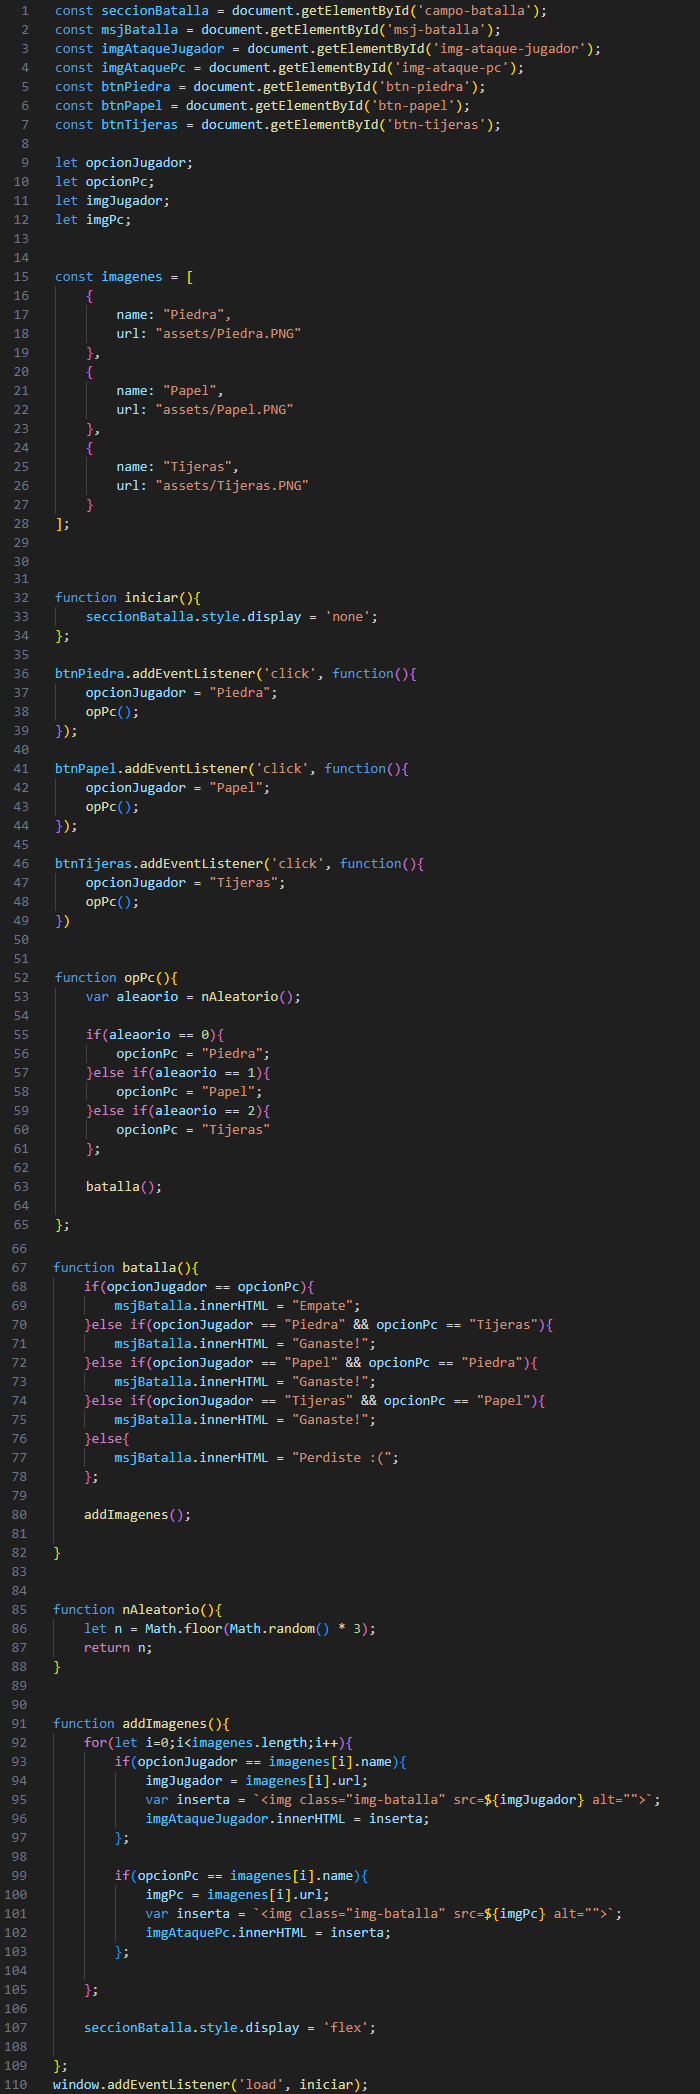 1 const seccionBatalla = document.getElementById('campo-batalla');
2 const msjBatalla = document.getElementById('msj-batalla');
3 const imgAtaqueJugador = document.getElementById('img-ataque-jugador');
4 const imgAtaquePc = document.getElementById('img-ataque-pc');
5 const btnPiedra = document.getElementById('btn-piedra');
6 const btnPapel = document.getElementById('btn-papel');
7 const btnTijeras = document.getElementById('btn-tijeras');
8
9 let opcionJugador;
10 let opcionPc;
11 let imgJugador;
12 let imgPc;
13
14
15 const imagenes = [
16     {
17         name: "Piedra",
18         url: "assets/Piedra.PNG"
19     },
20     {
21         name: "Papel",
22         url: "assets/Papel.PNG"
23     },
24     {
25         name: "Tijeras",
26         url: "assets/Tijeras.PNG"
27     }
28 ];
29
30
31
32 function iniciar(){
33     seccionBatalla.style.display = 'none';
34 };
35
36 btnPiedra.addEventListener('click', function(){
37     opcionJugador = "Piedra";
38     opPc();
39 });
40
41 btnPapel.addEventListener('click', function(){
42     opcionJugador = "Papel";
43     opPc();
44 });
45
46 btnTijeras.addEventListener('click', function(){
47     opcionJugador = "Tijeras";
48     opPc();
49 })
50
51
52 function opPc(){
53     var aleaorio = nAleatorio();
54
55     if(aleaorio == 0){
56         opcionPc = "Piedra";
57     }else if(aleaorio == 1){
58         opcionPc = "Papel";
59     }else if(aleaorio == 2){
60         opcionPc = "Tijeras"
61     };
62
63     batalla();
64
65 };
66
67 function batalla(){
68     if(opcionJugador == opcionPc){
69         msjBatalla.innerHTML = "Empate";
70     }else if(opcionJugador == "Piedra" && opcionPc == "Tijeras"){
71         msjBatalla.innerHTML = "Ganaste!";
72     }else if(opcionJugador == "Papel" && opcionPc == "Piedra"){
73         msjBatalla.innerHTML = "Ganaste!";
74     }else if(opcionJugador == "Tijeras" && opcionPc == "Papel"){
75         msjBatalla.innerHTML = "Ganaste!";
76     }else{
77         msjBatalla.innerHTML = "Perdiste :(";
78     };
79
80     addImagenes();
81
82 }
83
84
85 function nAleatorio(){
86     let n = Math.floor(Math.random() * 3);
87     return n;
88 }
89
90
91 function addImagenes(){
92     for(let i=0;i<imagenes.length;i++){
93         if(opcionJugador == imagenes[i].name){
94             imgJugador = imagenes[i].url;
95             var inserta = `<img class="img-batalla" src=${imgJugador} alt="">`;
96             imgAtaqueJugador.innerHTML = inserta;
97         };
98
99         if(opcionPc == imagenes[i].name){
100             imgPc = imagenes[i].url;
101             var inserta = `<img class="img-batalla" src=${imgPc} alt="">`;
102             imgAtaquePc.innerHTML = inserta;
103         };
104
105     };
106
107     seccionBatalla.style.display = 'flex';
108
109 };
110 window.addEventListener('load', iniciar);